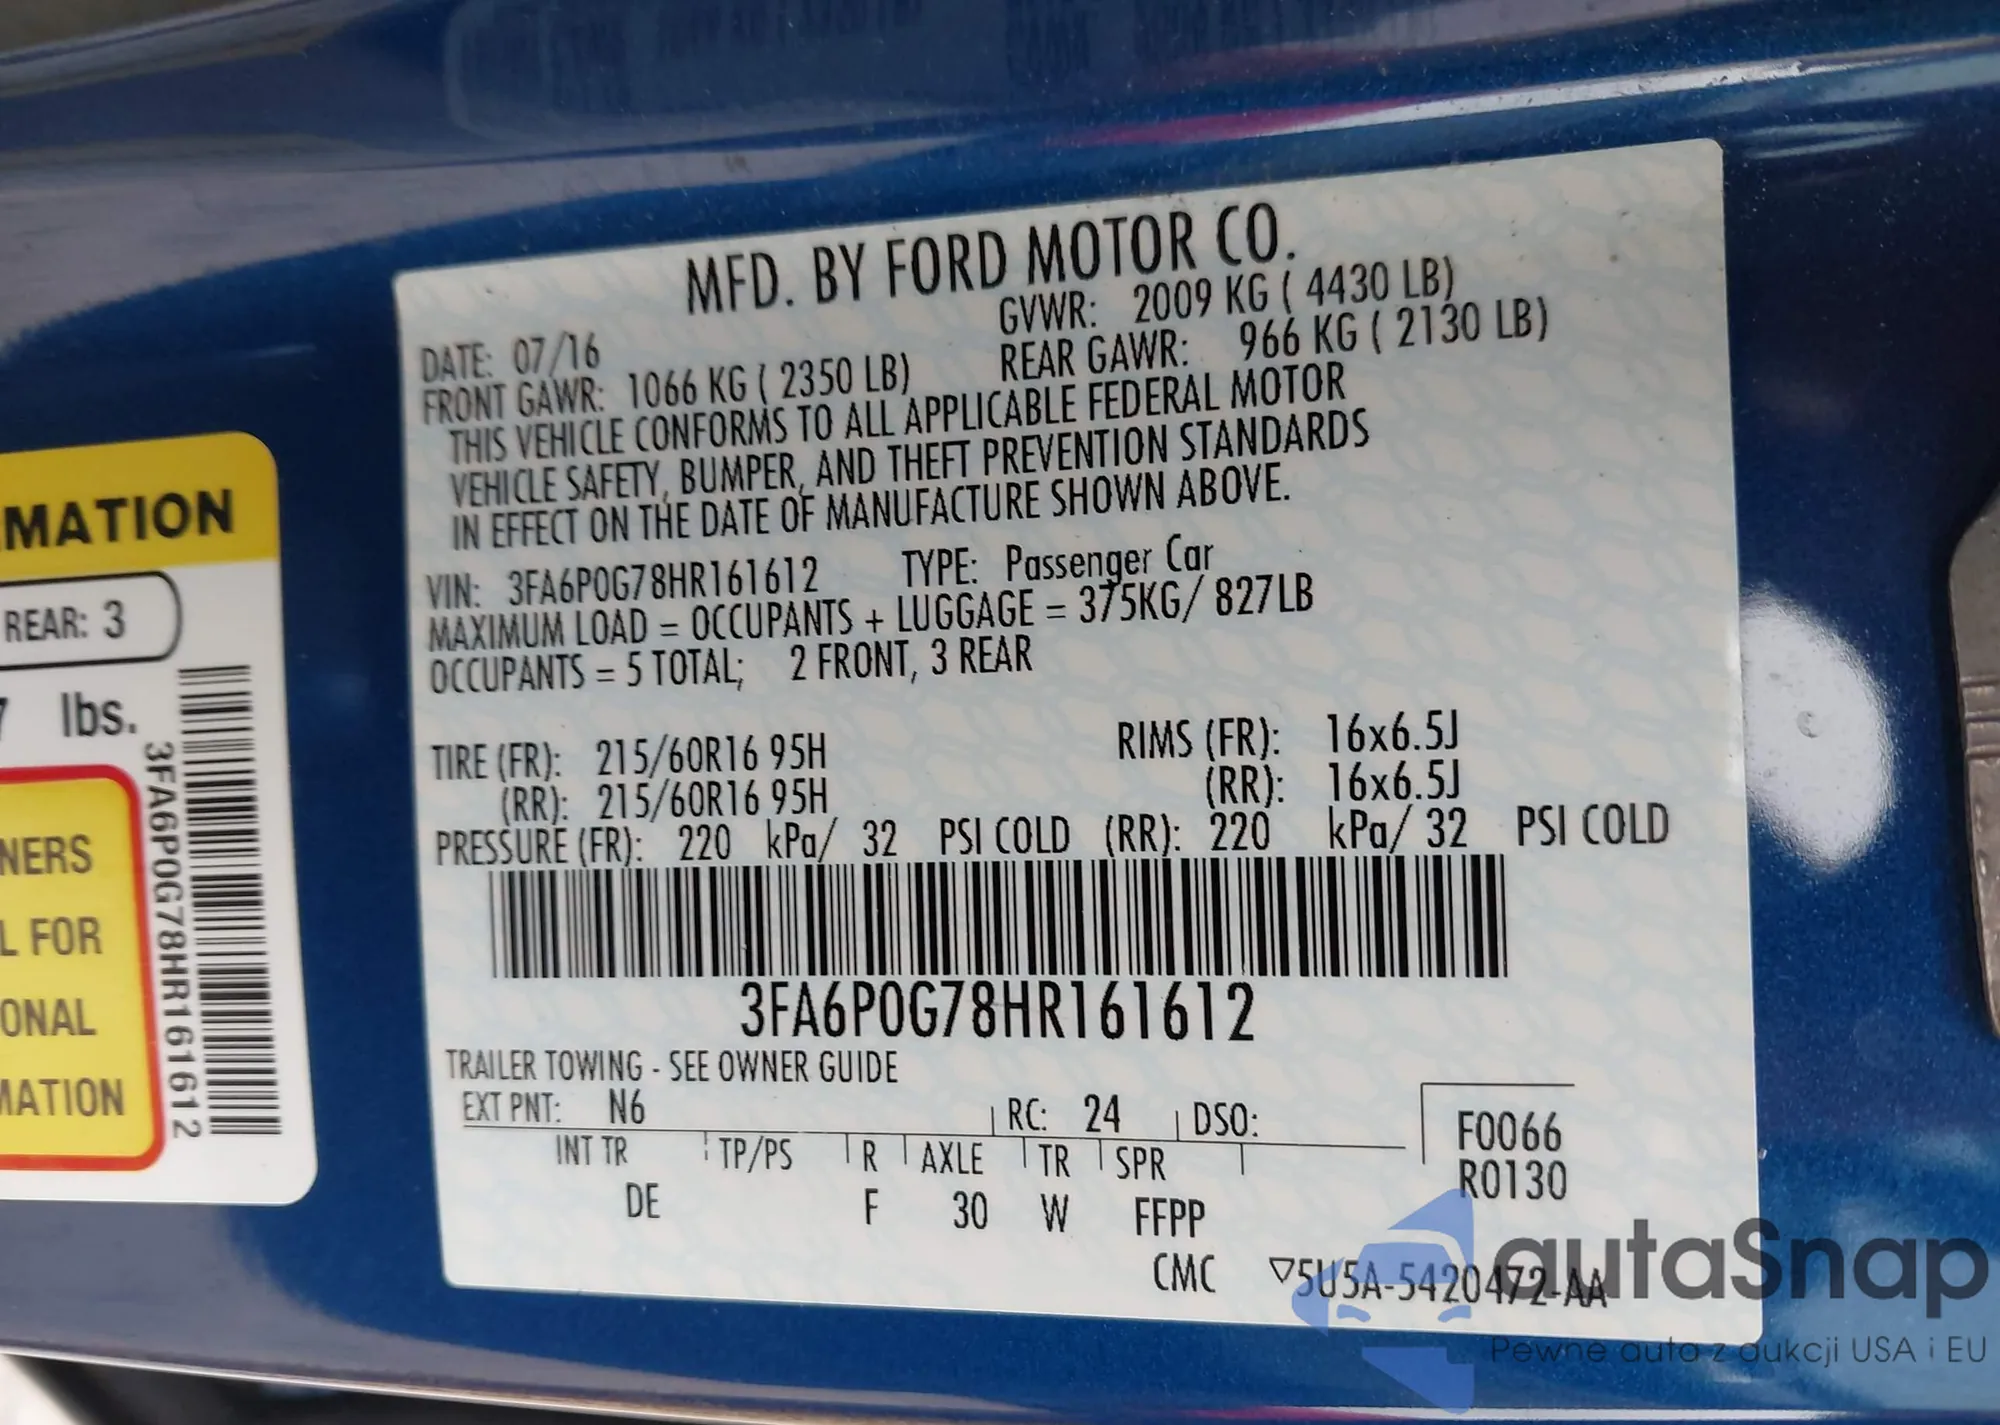 MATION
REAR: 3
lbs.
NERS
L FOR
ONAL
MATION
3FA6P0G78HR161612
MFD. BY FORD MOTOR CO.
DATE: 07/16 GVWR: 2009 KG ( 4430 LB)
FRONT GAWR: 1066 KG ( 2350 LB) REAR GAWR: 966 KG ( 2130 LB)
THIS VEHICLE CONFORMS TO ALL APPLICABLE FEDERAL MOTOR
VEHICLE SAFETY, BUMPER, AND THEFT PREVENTION STANDARDS
IN EFFECT ON THE DATE OF MANUFACTURE SHOWN ABOVE.
VIN: 3FA6P0G78HR161612 TYPE: Passenger Car
MAXIMUM LOAD = OCCUPANTS + LUGGAGE = 375KG/ 827LB
OCCUPANTS = 5 TOTAL; 2 FRONT, 3 REAR
TIRE (FR): 215/60R16 95H RIMS (FR): 16x6.5J
(RR): 215/60R16 95H (RR): 16x6.5J
PRESSURE (FR): 220 kPa/ 32 PSI COLD (RR): 220 kPa/ 32 PSI COLD
3FA6P0G78HR161612
TRAILER TOWING - SEE OWNER GUIDE
EXT PNT: N6 RC: 24 DSO: F0066
R0130
INT TR TP/PS R AXLE TR SPR
DE F 30 W FFPP
CMC ▽5U5A-5420472-AA
autaSnap
Pewne auta z aukcji USA i EU